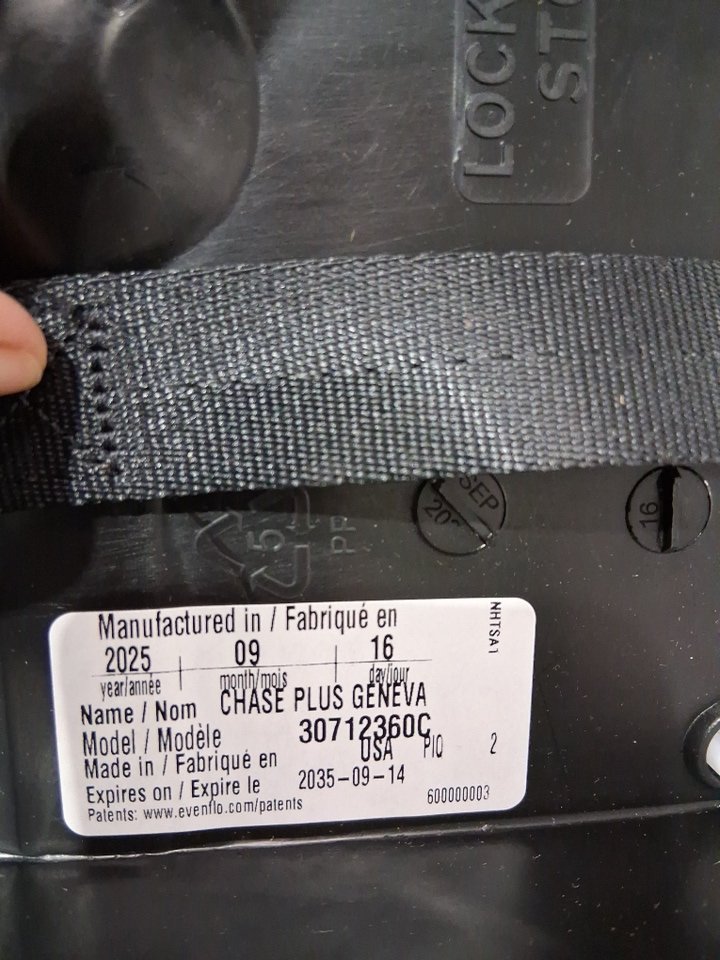 LOCK
STO
SEP
20
16
5
PP
Manufactured in / Fabriqué en
2025 09 16
year/année month/mois day/jour
Name / Nom CHASE PLUS GENEVA
Model / Modèle 30712360C
Made in / Fabriqué en USA PIO 2
Expires on / Expire le 2035-09-14
Patents: www.evenflo.com/patents 600000003
NHTSA1